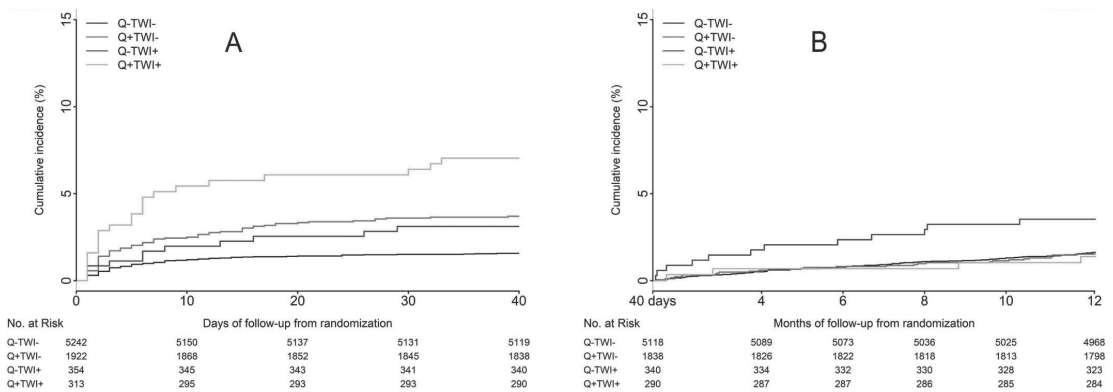 15
10
5
0
Cumulative incidence (%)
Q-TWI-
Q+TWI-
Q-TWI+
Q+TWI+
A
0 10 20 30 40
No. at Risk Days of follow-up from randomization
Q-TWI- 5242 5150 5137 5131 5119
Q+TWI- 1922 1868 1852 1845 1838
Q-TWI+ 354 345 343 341 340
Q+TWI+ 313 295 293 293 290
15
10
5
0
Cumulative incidence (%)
Q-TWI-
Q+TWI-
Q-TWI+
Q+TWI+
B
40 days 4 6 8 10 12
No. at Risk Months of follow-up from randomization
Q-TWI- 5118 5089 5073 5036 5025 4968
Q+TWI- 1838 1826 1822 1818 1813 1798
Q-TWI+ 340 334 332 330 328 323
Q+TWI+ 290 287 287 286 285 284